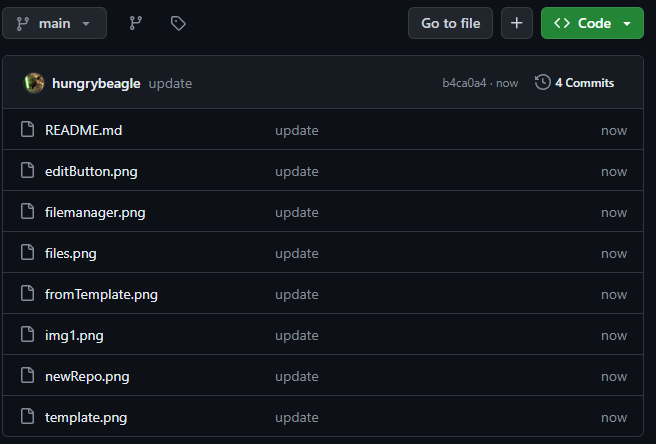 main Go to file Code
hungrybeagle update b4ca0a4 · now 4 Commits
README.md update now
editButton.png update now
filemanager.png update now
files.png update now
fromTemplate.png update now
img1.png update now
newRepo.png update now
template.png update now